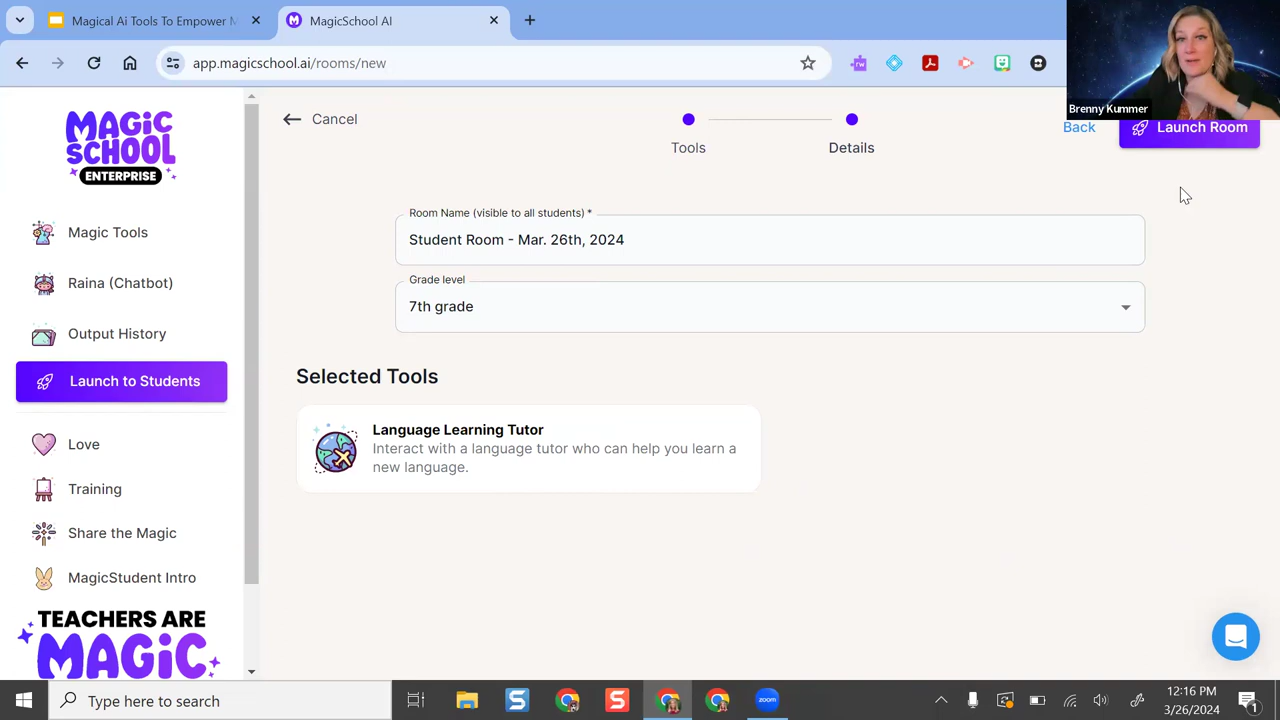 Magical Ai Tools To Empower M
MagicSchool AI
app.magicschool.ai/rooms/new
Brenny Kummer
MAGIC
SCHOOL
ENTERPRISE
Magic Tools
Raina (Chatbot)
Output History
Launch to Students
Love
Training
Share the Magic
MagicStudent Intro
TEACHERS ARE
MAGIC
Cancel
Tools
Details
Back
Launch Room
Room Name (visible to all students) *
Student Room - Mar. 26th, 2024
Grade level
7th grade
Selected Tools
Language Learning Tutor
Interact with a language tutor who can help you learn a
new language.
Type here to search
zoom
12:16 PM
3/26/2024
1